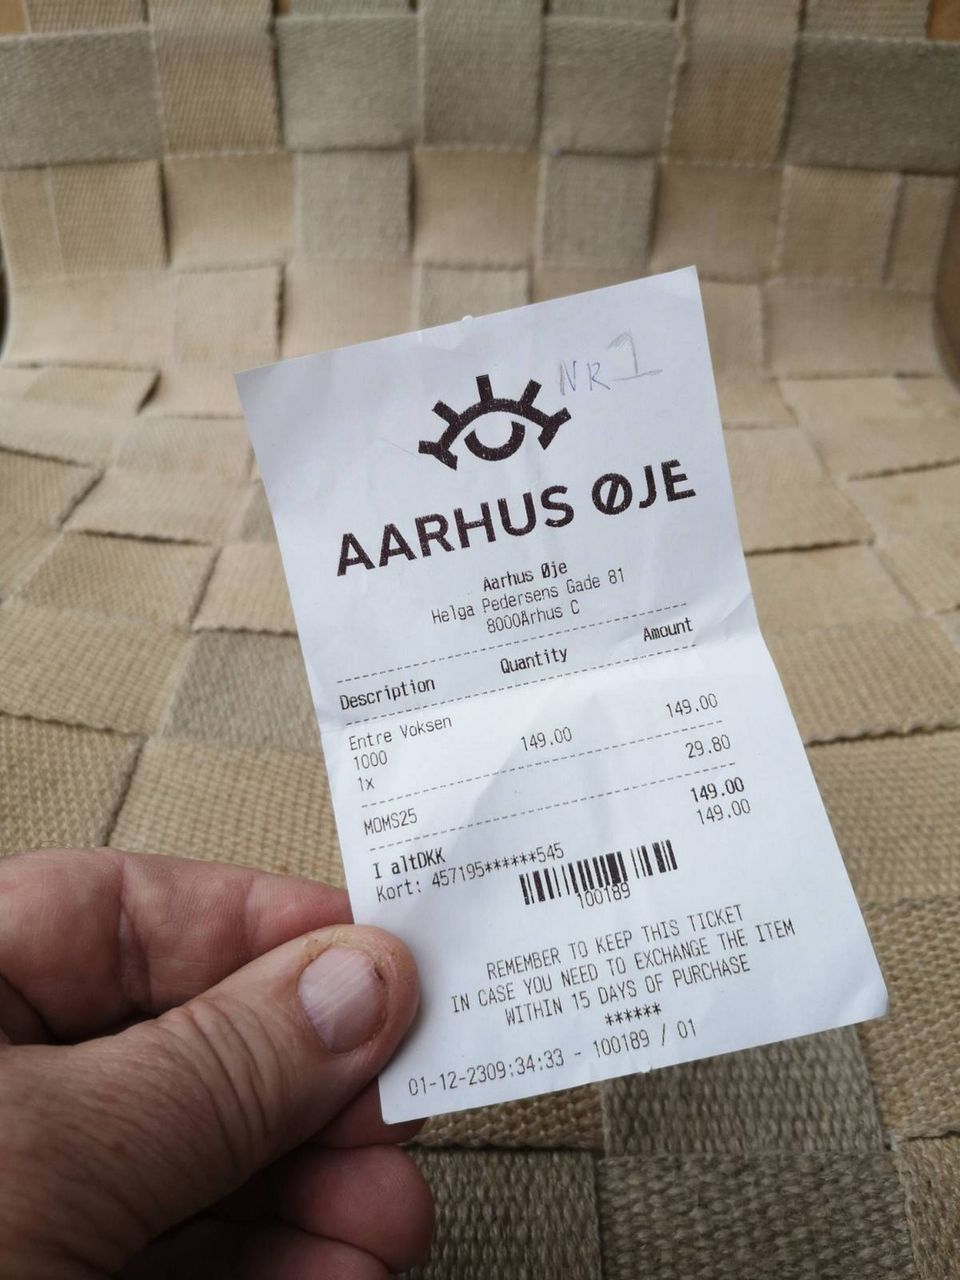 NR 1
AARHUS ØJE
Aarhus Øje
Helga Pedersens Gade 81
8000Århus C
Description Quantity Amount
Entre Voksen
1000 149.00 149.00
1x
MOMS25 29.80
I altDKK 149.00
Kort: 457195******545 149.00
100189
REMEMBER TO KEEP THIS TICKET
IN CASE YOU NEED TO EXCHANGE THE ITEM
WITHIN 15 DAYS OF PURCHASE
******
01-12-2309:34:33 - 100189 / 01